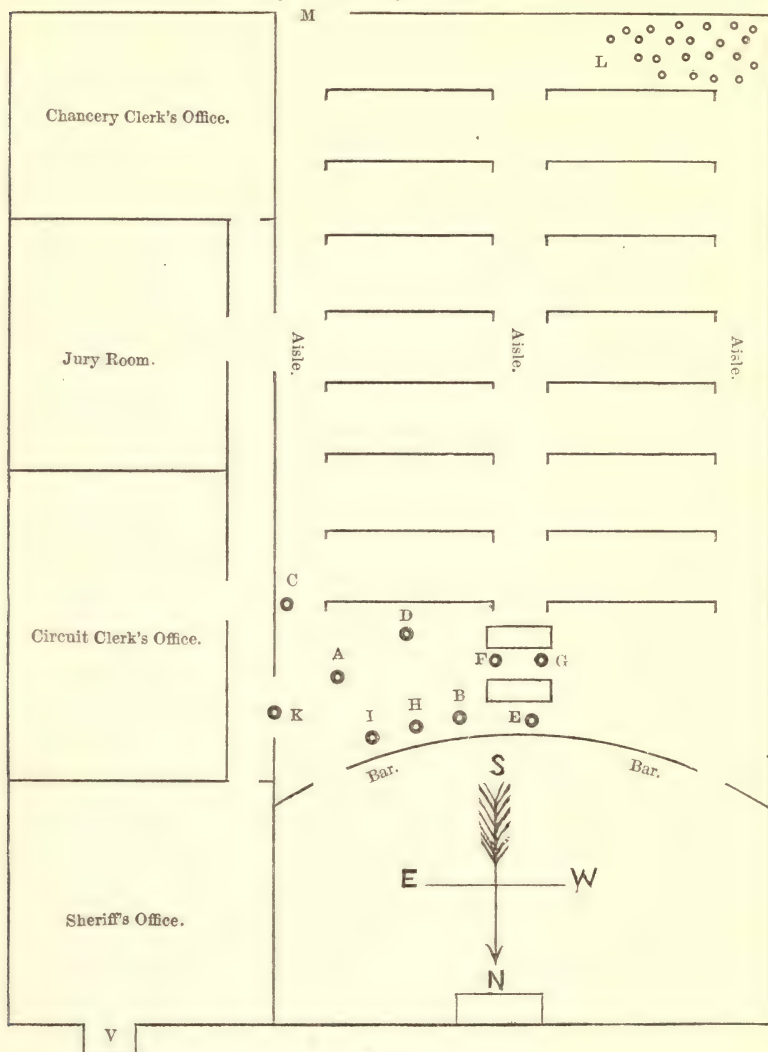 M
L
Chancery Clerk's Office.
Jury Room.
Aisle.
Aisle.
Aisle.
C
D
Circuit Clerk's Office.
A
F
G
K
I
H
B
E
Bar.
Bar.
S
E
W
N
Sheriff's Office.
V